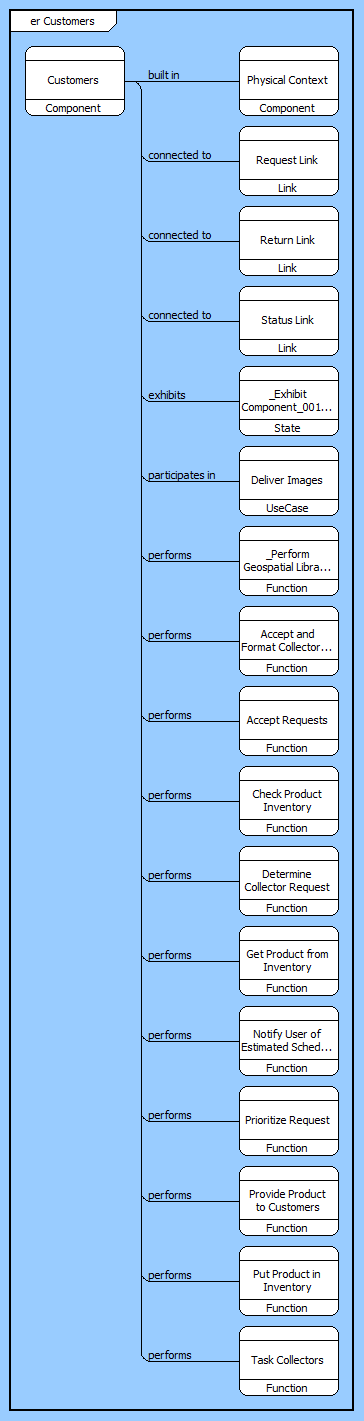 er Customers
Customers
Component
built in
Physical Context
Component
connected to
Request Link
Link
connected to
Return Link
Link
connected to
Status Link
Link
exhibits
_Exhibit
Component_001...
State
participates in
Deliver Images
UseCase
performs
_Perform
Geospatial Libra...
Function
performs
Accept and
Format Collector...
Function
performs
Accept Requests
Function
performs
Check Product
Inventory
Function
performs
Determine
Collector Request
Function
performs
Get Product from
Inventory
Function
performs
Notify User of
Estimated Sched...
Function
performs
Prioritize Request
Function
performs
Provide Product
to Customers
Function
performs
Put Product in
Inventory
Function
performs
Task Collectors
Function